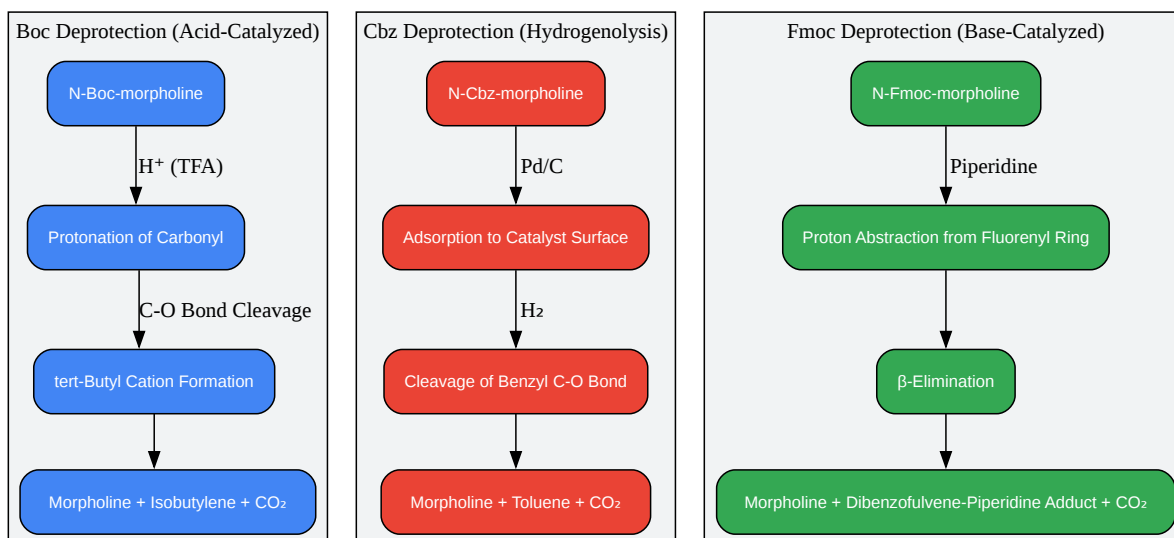 Boc Deprotection (Acid-Catalyzed)
N-Boc-morpholine
H⁺ (TFA)
Protonation of Carbonyl
C-O Bond Cleavage
tert-Butyl Cation Formation
Morpholine + Isobutylene + CO₂
Cbz Deprotection (Hydrogenolysis)
N-Cbz-morpholine
Pd/C
Adsorption to Catalyst Surface
H₂
Cleavage of Benzyl C-O Bond
Morpholine + Toluene + CO₂
Fmoc Deprotection (Base-Catalyzed)
N-Fmoc-morpholine
Piperidine
Proton Abstraction from Fluorenyl Ring
β-Elimination
Morpholine + Dibenzofulvene-Piperidine Adduct + CO₂